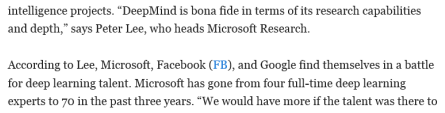 intelligence projects. “DeepMind is bona fide in terms of its research capabilities
and depth,” says Peter Lee, who heads Microsoft Research.
According to Lee, Microsoft, Facebook (FB), and Google find themselves in a battle
for deep learning talent. Microsoft has gone from four full-time deep learning
experts to 70 in the past three years. “We would have more if the talent was there to